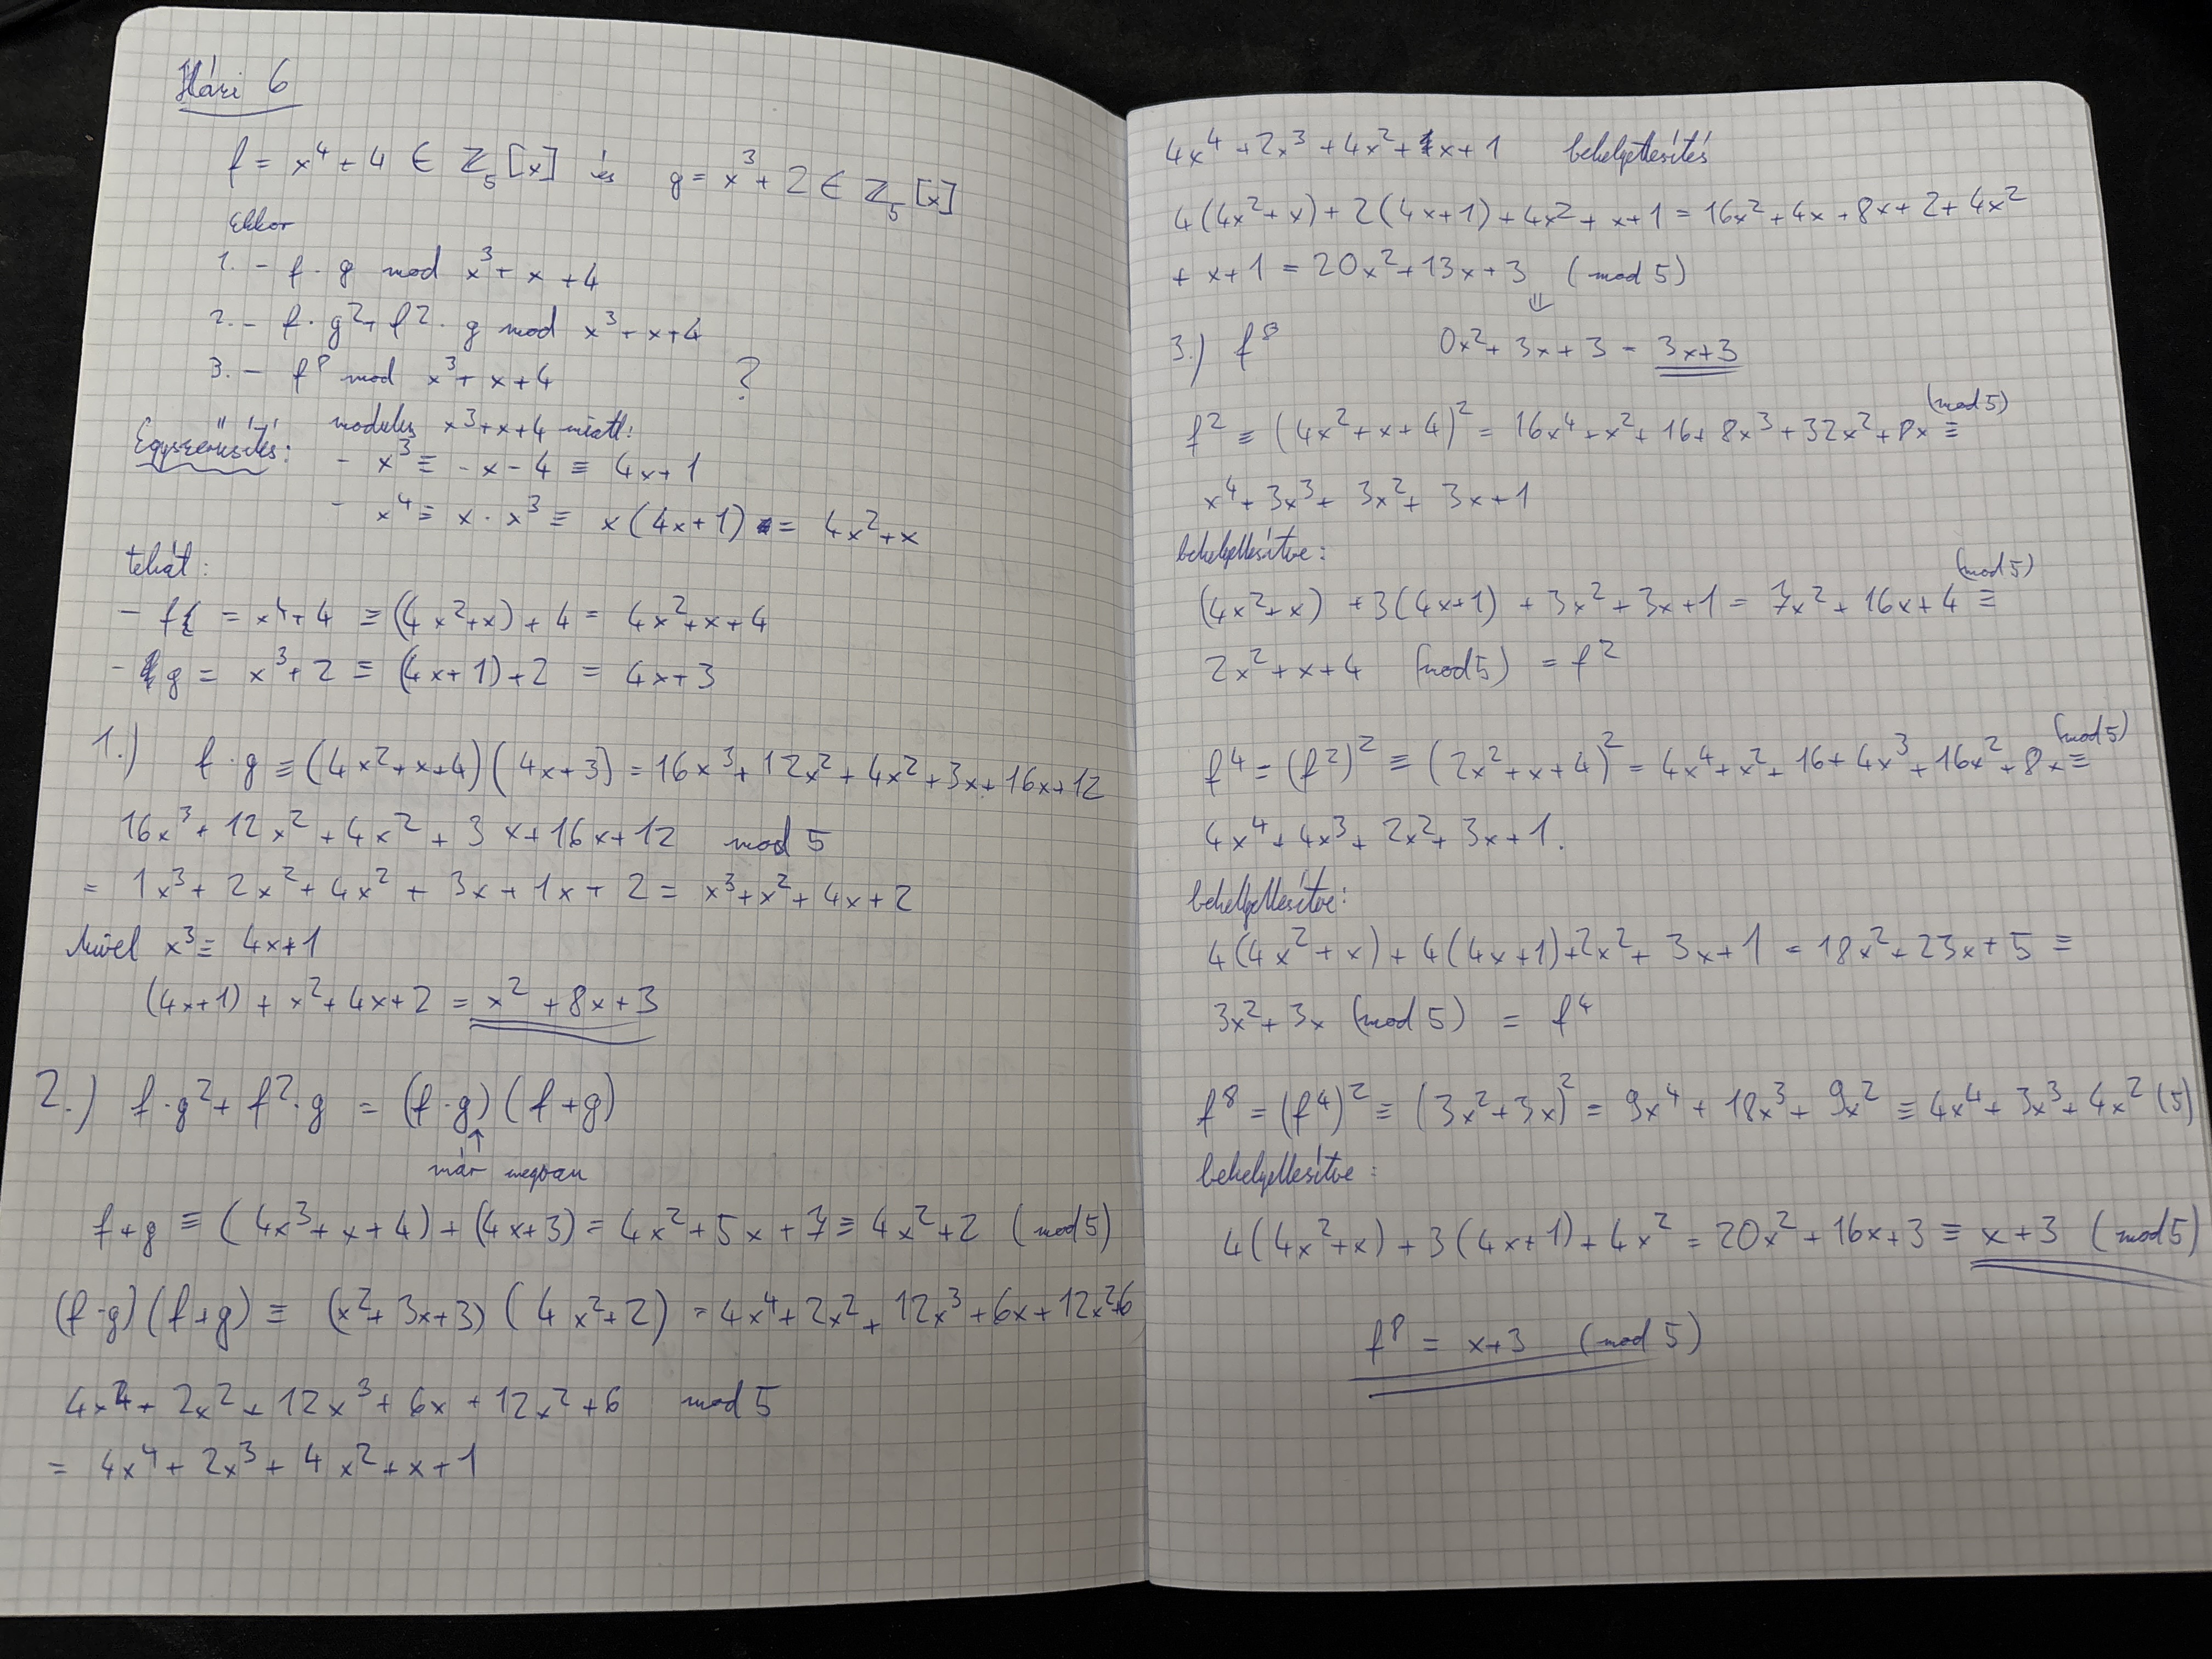 Házi 6
f = x⁴ + 4 ∈ Z₅[x] és g = x³ + 2 ∈ Z₅[x]
Ekkor
1. - f · g mod x³ + x + 4
2. - f · g² + f² · g mod x³ + x + 4
3. - f⁸ mod x³ + x + 4 ?
Egyszerűsítés: modulus x³+x+4 miatt:
- x³ ≡ -x - 4 ≡ 4x+1
- x⁴ ≡ x · x³ ≡ x(4x+1) = 4x²+x
tehát:
- f = x⁴+4 ≡ (4x²+x) + 4 = 4x²+x+4
- g = x³+2 ≡ (4x+1)+2 = 4x+3
1.) f · g ≡ (4x²+x+4)(4x+3) = 16x³+12x²+4x²+3x+16x+12
16x³+12x²+4x²+3x+16x+12 mod 5
= 1x³+2x²+4x²+3x+1x+2 = x³+x²+4x+2
Mivel x³ ≡ 4x+1
(4x+1) + x²+4x+2 = x²+8x+3
2.) f·g²+f²·g = (f·g)(f+g)
↑
már megvan
f+g ≡ (4x³+x+4)+(4x+3) = 4x²+5x+7 ≡ 4x²+2 (mod 5)
(f·g)(f+g) ≡ (x²+3x+3)(4x²+2) = 4x⁴+2x²+12x³+6x+12x²+6
4x⁴+2x²+12x³+6x+12x²+6 mod 5
= 4x⁴+2x³+4x²+x+1
4x⁴+2x³+4x²+x+1 behelyettesítés
4(4x²+x)+2(4x+1)+4x²+x+1 = 16x²+4x+8x+2+4x²
+x+1 = 20x²+13x+3 (mod 5)
⇓
3.) f⁸ 0x²+3x+3 = 3x+3
f² ≡ (4x²+x+4)² = 16x⁴+x²+16+8x³+32x²+8x ≡ (mod 5)
x⁴+3x³+3x²+3x+1
behelyettesítve:
(4x²+x)+3(4x+1)+3x²+3x+1 = 7x²+16x+4 ≡ (mod 5)
2x²+x+4 (mod 5) = f²
f⁴ = (f²)² ≡ (2x²+x+4)² = 4x⁴+x²+16+4x³+16x²+8x ≡ (mod 5)
4x⁴+4x³+2x²+3x+1.
behelyettesítve:
4(4x²+x)+4(4x+1)+2x²+3x+1 = 18x²+23x+5 ≡
3x²+3x (mod 5) = f⁴
f⁸ = (f⁴)² ≡ (3x²+3x)² = 9x⁴+18x³+9x² ≡ 4x⁴+3x³+4x² (5)
behelyettesítve:
4(4x²+x)+3(4x+1)+4x² = 20x²+16x+3 ≡ x+3 (mod 5)
f⁸ = x+3 (mod 5)